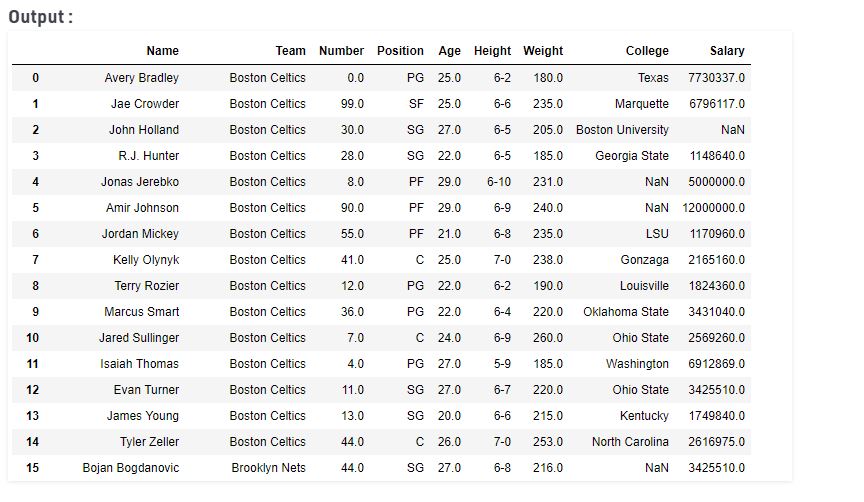 Output :
Name Team Number Position Age Height Weight College Salary
0 Avery Bradley Boston Celtics 0.0 PG 25.0 6-2 180.0 Texas 7730337.0
1 Jae Crowder Boston Celtics 99.0 SF 25.0 6-6 235.0 Marquette 6796117.0
2 John Holland Boston Celtics 30.0 SG 27.0 6-5 205.0 Boston University NaN
3 R.J. Hunter Boston Celtics 28.0 SG 22.0 6-5 185.0 Georgia State 1148640.0
4 Jonas Jerebko Boston Celtics 8.0 PF 29.0 6-10 231.0 NaN 5000000.0
5 Amir Johnson Boston Celtics 90.0 PF 29.0 6-9 240.0 NaN 12000000.0
6 Jordan Mickey Boston Celtics 55.0 PF 21.0 6-8 235.0 LSU 1170960.0
7 Kelly Olynyk Boston Celtics 41.0 C 25.0 7-0 238.0 Gonzaga 2165160.0
8 Terry Rozier Boston Celtics 12.0 PG 22.0 6-2 190.0 Louisville 1824360.0
9 Marcus Smart Boston Celtics 36.0 PG 22.0 6-4 220.0 Oklahoma State 3431040.0
10 Jared Sullinger Boston Celtics 7.0 C 24.0 6-9 260.0 Ohio State 2569260.0
11 Isaiah Thomas Boston Celtics 4.0 PG 27.0 5-9 185.0 Washington 6912869.0
12 Evan Turner Boston Celtics 11.0 SG 27.0 6-7 220.0 Ohio State 3425510.0
13 James Young Boston Celtics 13.0 SG 20.0 6-6 215.0 Kentucky 1749840.0
14 Tyler Zeller Boston Celtics 44.0 C 26.0 7-0 253.0 North Carolina 2616975.0
15 Bojan Bogdanovic Brooklyn Nets 44.0 SG 27.0 6-8 216.0 NaN 3425510.0